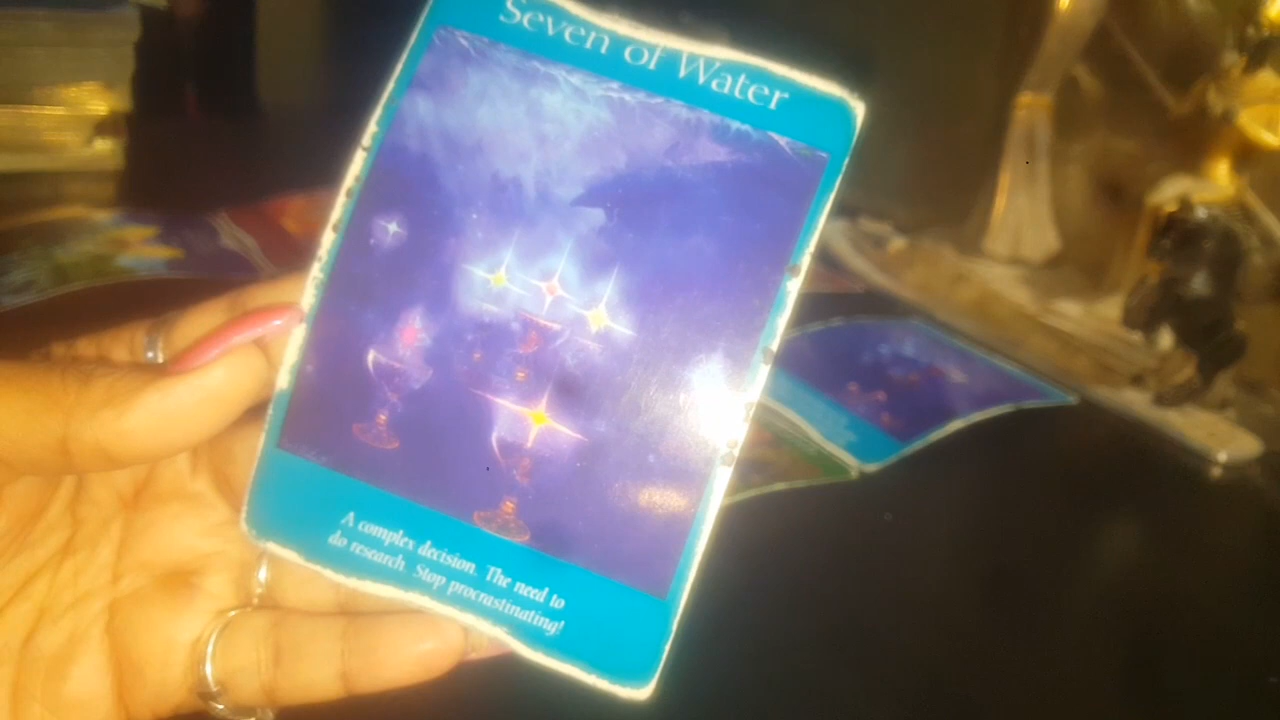 Seven of Water
A complex decision. The need to
do research. Stop procrastinating!